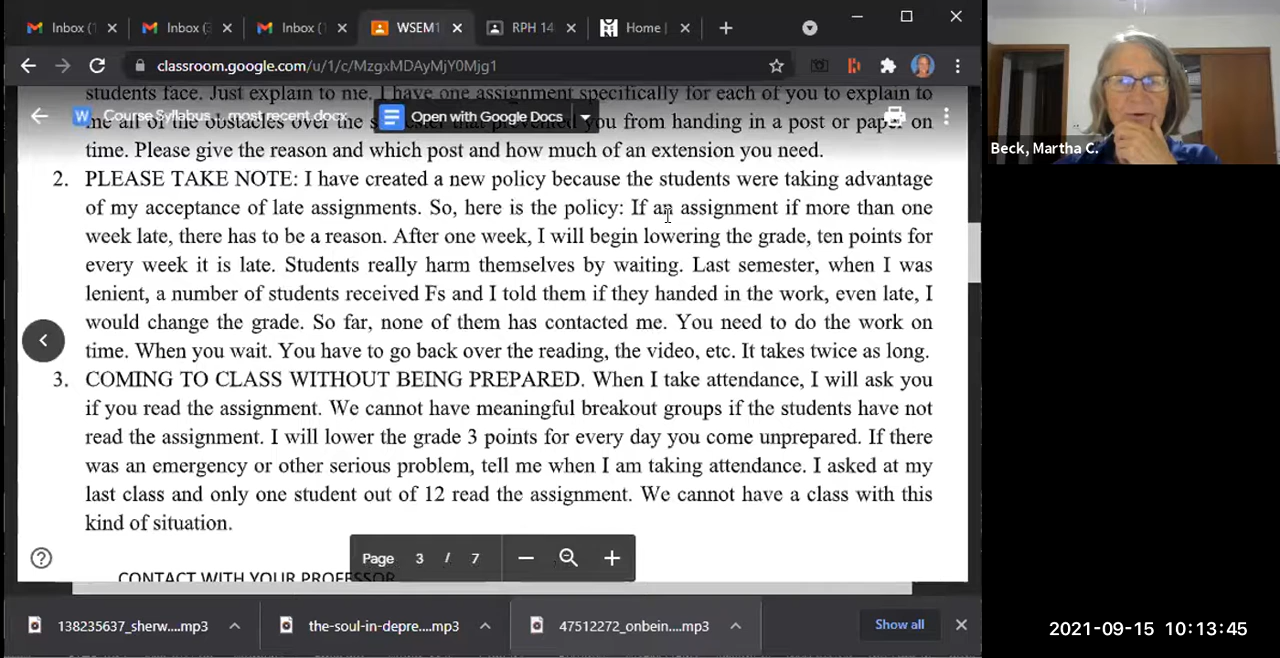 Inbox (1
Inbox (
Inbox (1
WSEM1
RPH 14
Home |
classroom.google.com/u/1/c/MzgxMDAyMjY0Mjg1
students face. Just explain to me. I have one assignment specifically for each of you to explain to
Course Syllabus - most recent.docx
Open with Google Docs
me all of the obstacles over the s that prevented you from handing in a post or paper on
time. Please give the reason and which post and how much of an extension you need.
2. PLEASE TAKE NOTE: I have created a new policy because the students were taking advantage
of my acceptance of late assignments. So, here is the policy: If an assignment if more than one
week late, there has to be a reason. After one week, I will begin lowering the grade, ten points for
every week it is late. Students really harm themselves by waiting. Last semester, when I was
lenient, a number of students received Fs and I told them if they handed in the work, even late, I
would change the grade. So far, none of them has contacted me. You need to do the work on
time. When you wait. You have to go back over the reading, the video, etc. It takes twice as long.
3. COMING TO CLASS WITHOUT BEING PREPARED. When I take attendance, I will ask you
if you read the assignment. We cannot have meaningful breakout groups if the students have not
read the assignment. I will lower the grade 3 points for every day you come unprepared. If there
was an emergency or other serious problem, tell me when I am taking attendance. I asked at my
last class and only one student out of 12 read the assignment. We cannot have a class with this
kind of situation.
Page 3 / 7
CONTACT WITH YOUR PROFESSOR
138235637_sherw....mp3
the-soul-in-depre....mp3
47512272_onbein....mp3
Show all
Beck, Martha C.
2021-09-15 10:13:45